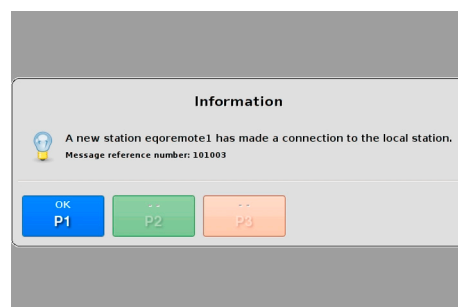 Information
A new station eqoremote1 has made a connection to the local station.
Message reference number: 101003
OK
P1
- -
P2
- -
P3